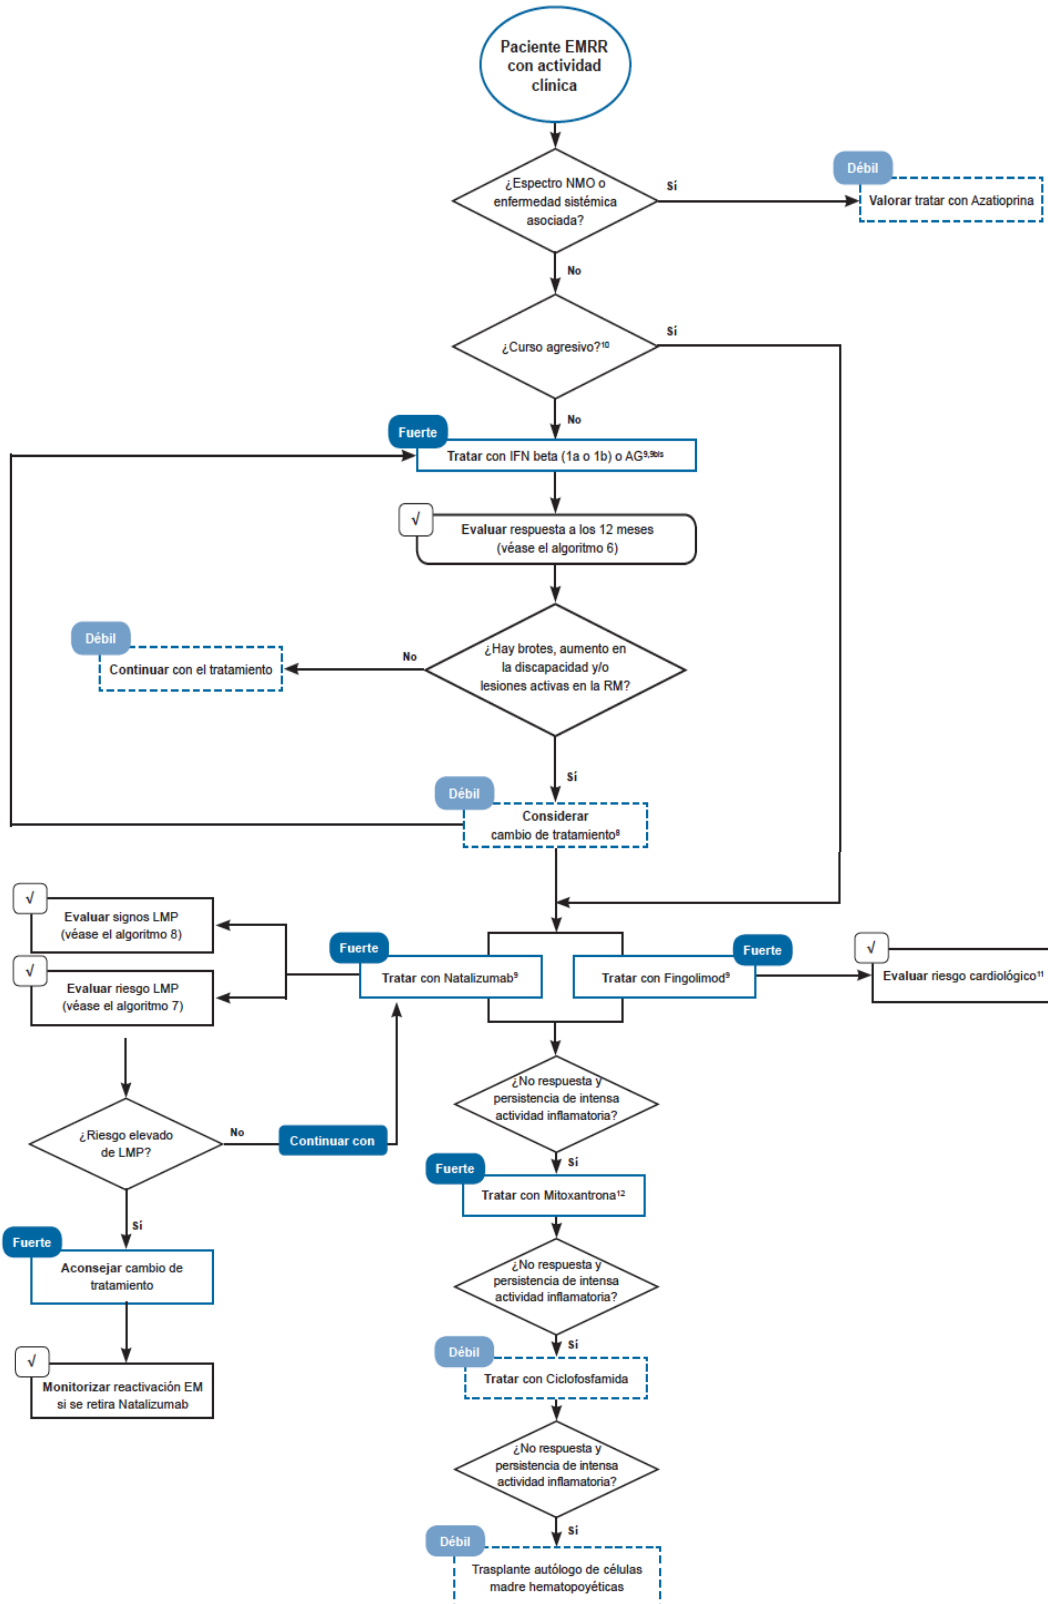 Paciente EMRR
con actividad
clínica
¿Espectro NMO o
enfermedad sistémica
asociada?
Sí
Débil
Valorar tratar con Azatioprina
No
¿Curso agresivo?¹⁰
Sí
No
Fuerte
Tratar con IFN beta (1a o 1b) o AG⁹,⁹ᵇⁱˢ
√
Evaluar respuesta a los 12 meses
(véase el algoritmo 6)
¿Hay brotes, aumento en
la discapacidad y/o
lesiones activas en la RM?
No
Débil
Continuar con el tratamiento
Sí
Débil
Considerar
cambio de tratamiento⁸
√
Evaluar signos LMP
(véase el algoritmo 8)
√
Evaluar riesgo LMP
(véase el algoritmo 7)
Fuerte
Tratar con Natalizumab⁹
Fuerte
Tratar con Fingolimod⁹
√
Evaluar riesgo cardiológico¹¹
¿Riesgo elevado
de LMP?
No
Continuar con
Sí
Fuerte
Aconsejar cambio de
tratamiento
√
Monitorizar reactivación EM
si se retira Natalizumab
¿No respuesta y
persistencia de intensa
actividad inflamatoria?
Sí
Fuerte
Tratar con Mitoxantrona¹²
¿No respuesta y
persistencia de intensa
actividad inflamatoria?
Sí
Débil
Tratar con Ciclofosfamida
¿No respuesta y
persistencia de intensa
actividad inflamatoria?
Sí
Débil
Trasplante autólogo de células
madre hematopoyéticas